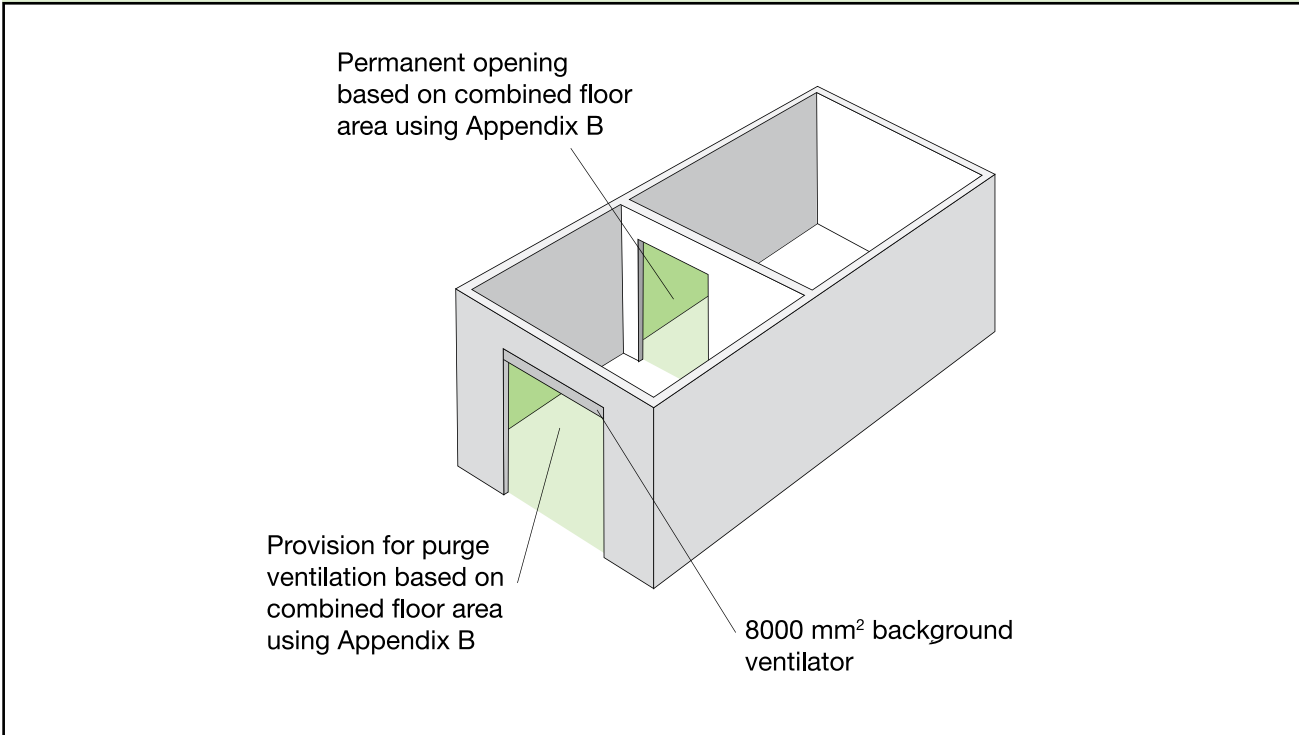 Permanent opening
based on combined floor
area using Appendix B
Provision for purge
ventilation based on
combined floor area
using Appendix B
8000 mm² background
ventilator